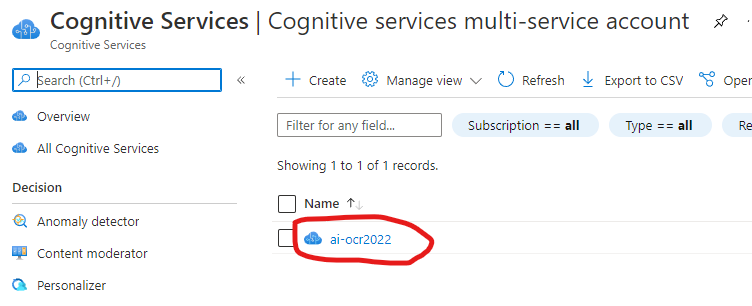 Cognitive Services | Cognitive services multi-service account
Cognitive Services
Search (Ctrl+/)
Overview
All Cognitive Services
Decision
Anomaly detector
Content moderator
Personalizer
Create
Manage view
Refresh
Export to CSV
Open
Filter for any field...
Subscription == all
Type == all
Re
Showing 1 to 1 of 1 records.
Name
ai-ocr2022